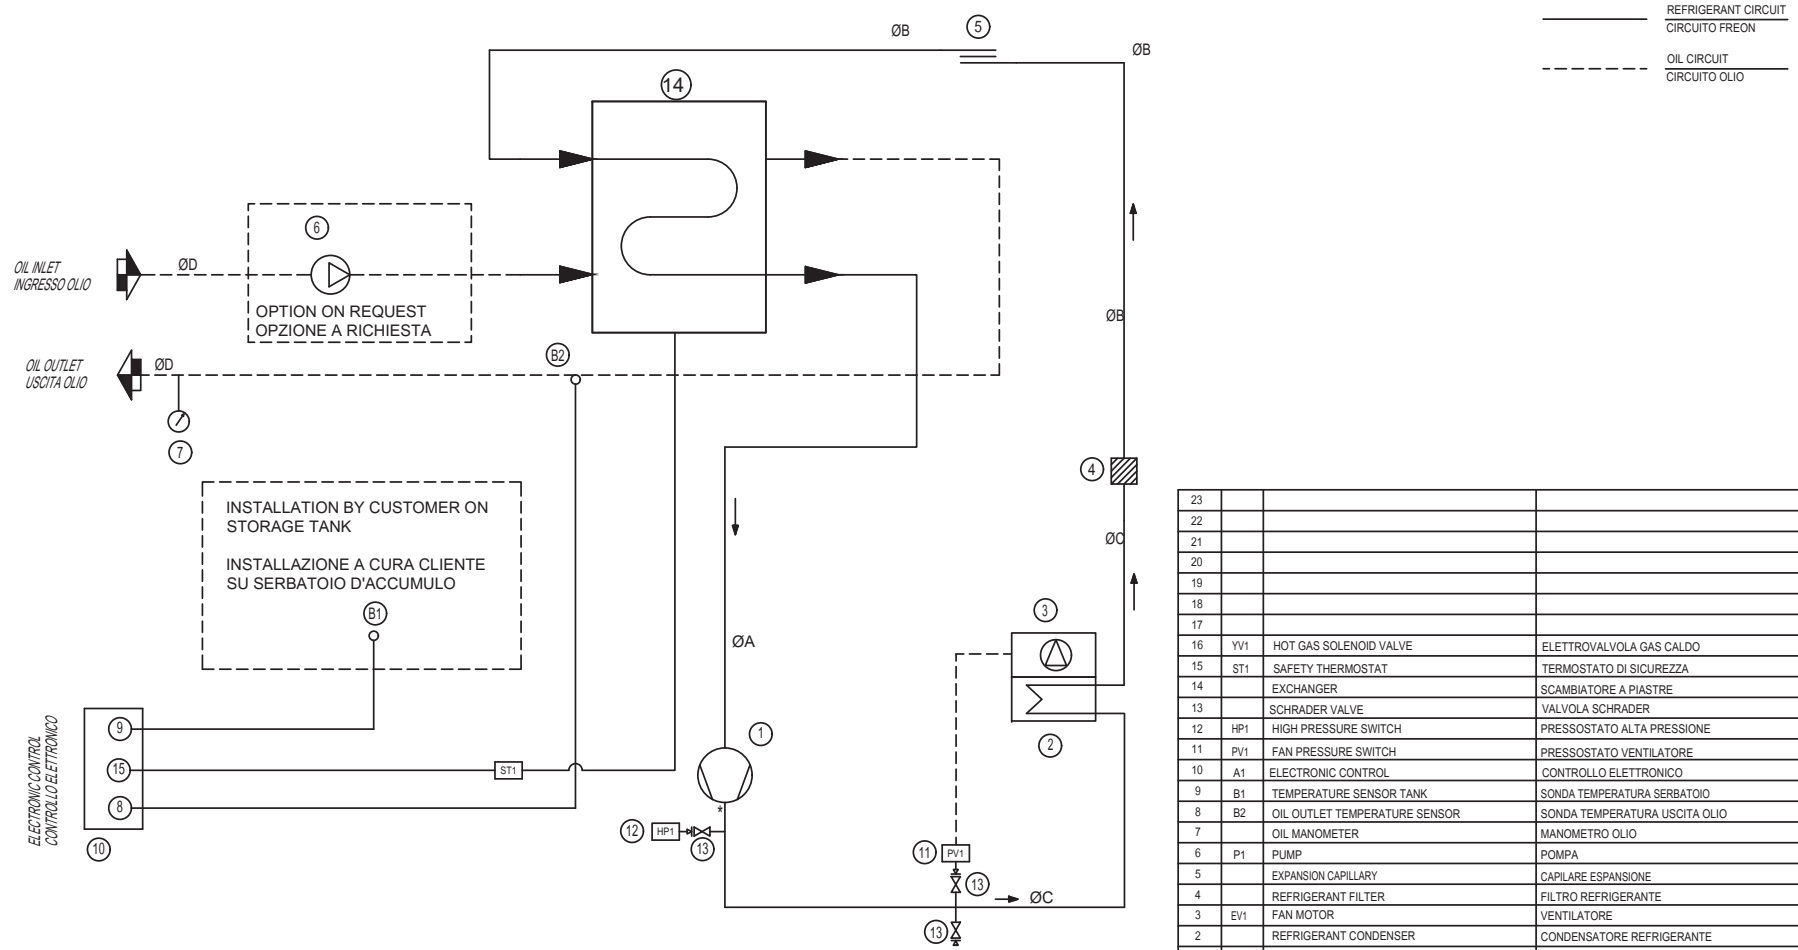 REFRIGERANT CIRCUIT
CIRCUITO FREON
OIL CIRCUIT
CIRCUITO OLIO
ØB
5
ØB
14
6
OIL INLET
INGRESSO OLIO
ØD
OPTION ON REQUEST
OPZIONE A RICHIESTA
ØB
OIL OUTLET
USCITA OLIO
ØD
B2
7
4
INSTALLATION BY CUSTOMER ON
STORAGE TANK
INSTALLAZIONE A CURA CLIENTE
SU SERBATOIO D'ACCUMULO
B1
ØC
3
ØA
ELECTRONIC CONTROL
CONTROLLO ELETTRONICO
9
15
8
10
ST1
1
2
*
12
HP1
13
11
PV1
13
ØC
13
23
22
21
20
19
18
17
16 YV1 HOT GAS SOLENOID VALVE ELETTROVALVOLA GAS CALDO
15 ST1 SAFETY THERMOSTAT TERMOSTATO DI SICUREZZA
14 EXCHANGER SCAMBIATORE A PIASTRE
13 SCHRADER VALVE VALVOLA SCHRADER
12 HP1 HIGH PRESSURE SWITCH PRESSOSTATO ALTA PRESSIONE
11 PV1 FAN PRESSURE SWITCH PRESSOSTATO VENTILATORE
10 A1 ELECTRONIC CONTROL CONTROLLO ELETTRONICO
9 B1 TEMPERATURE SENSOR TANK SONDA TEMPERATURA SERBATOIO
8 B2 OIL OUTLET TEMPERATURE SENSOR SONDA TEMPERATURA USCITA OLIO
7 OIL MANOMETER MANOMETRO OLIO
6 P1 PUMP POMPA
5 EXPANSION CAPILLARY CAPILARE ESPANSIONE
4 REFRIGERANT FILTER FILTRO REFRIGERANTE
3 EV1 FAN MOTOR VENTILATORE
2 REFRIGERANT CONDENSER CONDENSATORE REFRIGERANTE